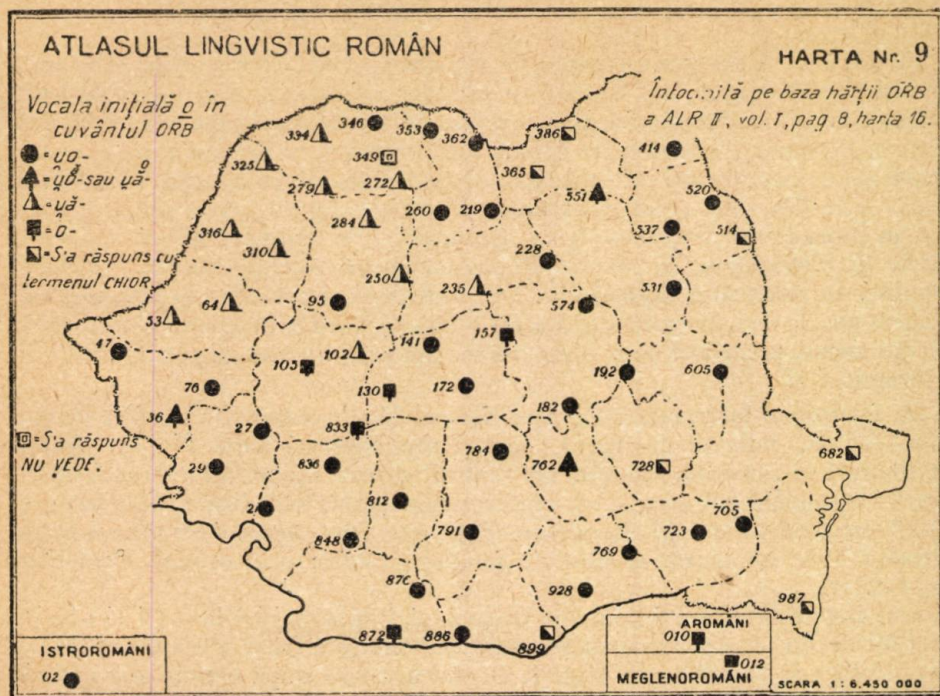 ATLASUL LINGVISTIC ROMÂN
HARTA Nr. 9
Întocmită pe baza hărții ORB
a ALR II, vol. I, pag 8, harta 16.
Vocala inițială o în
cuvântul ORB
= u̯o-
= sau
= u̯ă-
= o-
= S'a răspuns cu
termenul CHIOR
= S'a răspuns
NU VEDE.
334 346 353 362 386 414
325 349 365
279 272 551 520
316 284 260 219 537 514
310 228
250 235 531
53 64 95 574
47 102 141 157
105 192 605
76 130 172
36 182
27 833 784
29 836 762 728 682
2 812 705
848 791 723
769
876 928 987
872 886 899
ISTROROMÂNI
02
AROMÂNI
010
012
MEGLENOROMÂNI
SCARA 1 : 6.450 000